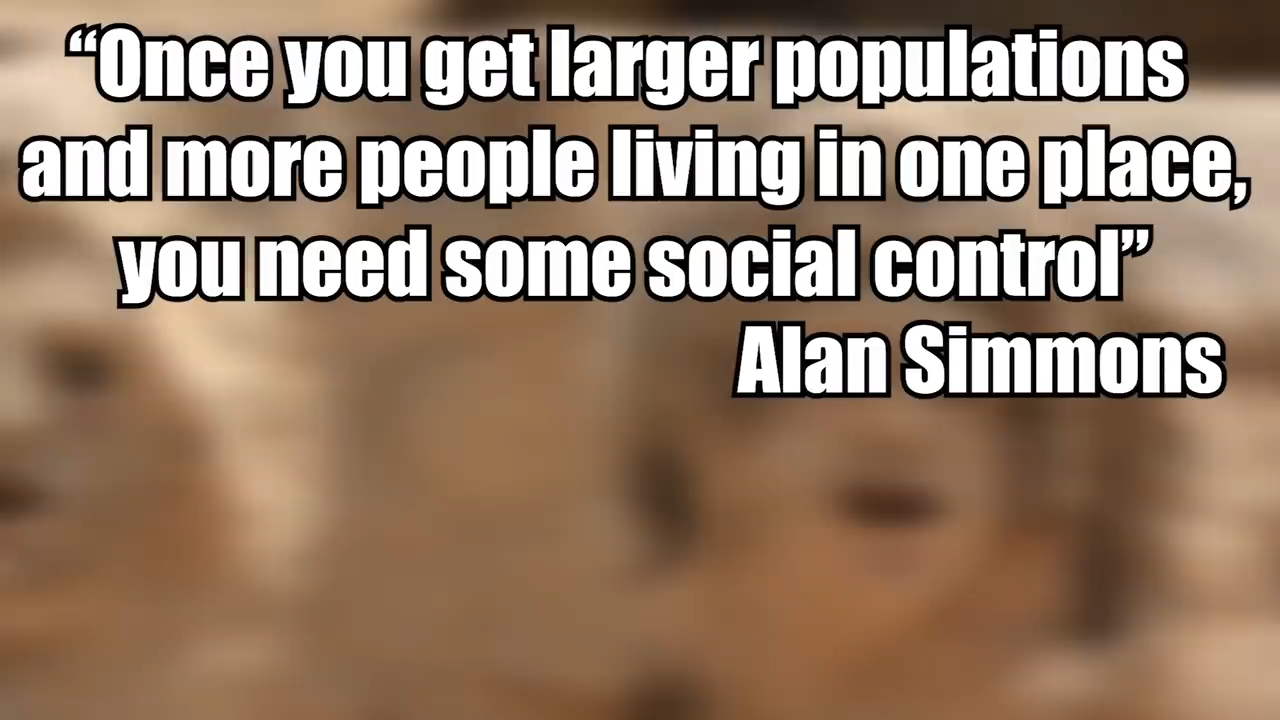 “Once you get larger populations
and more people living in one place,
you need some social control”
Alan Simmons